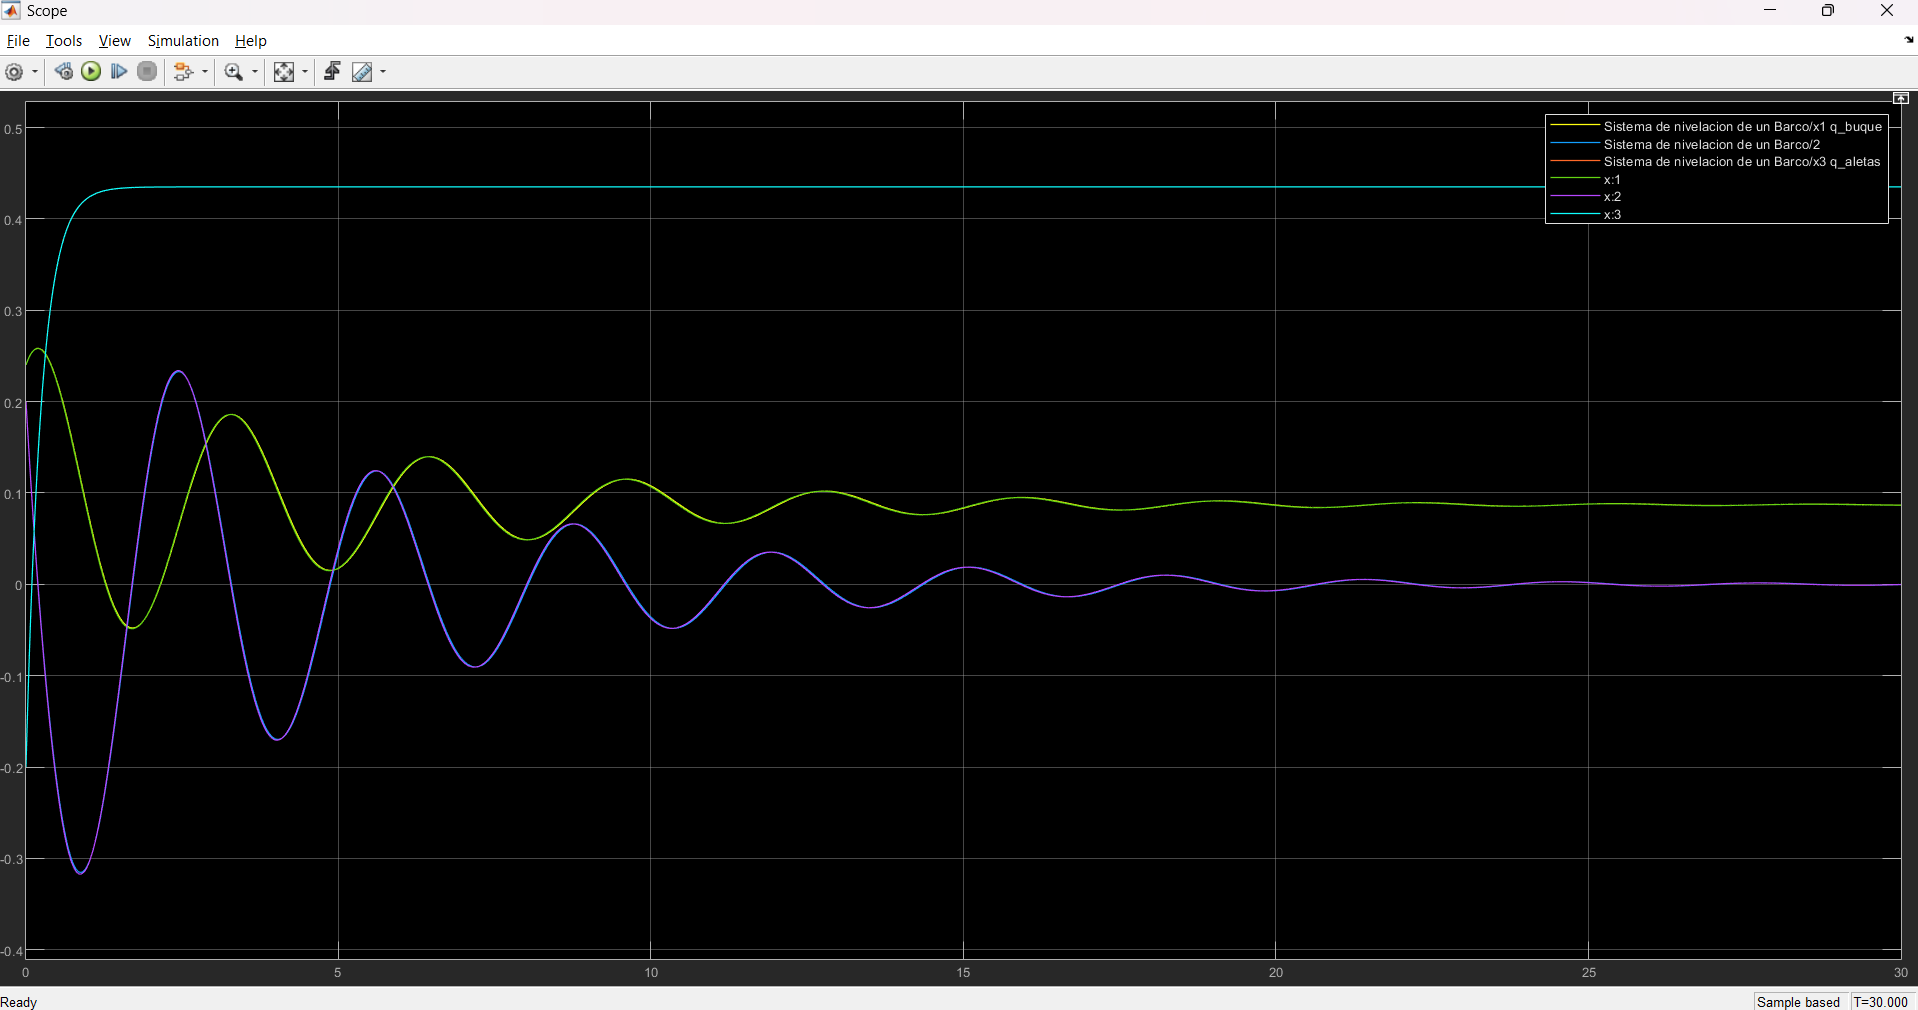 Scope
File Tools View Simulation Help
Sistema de nivelacion de un Barco/x1 q_buque
Sistema de nivelacion de un Barco/2
Sistema de nivelacion de un Barco/x3 q_aletas
x:1
x:2
x:3
0.5
0.4
0.3
0.2
0.1
0
-0.1
-0.2
-0.3
-0.4
0 5 10 15 20 25 30
Ready Sample based T=30.000